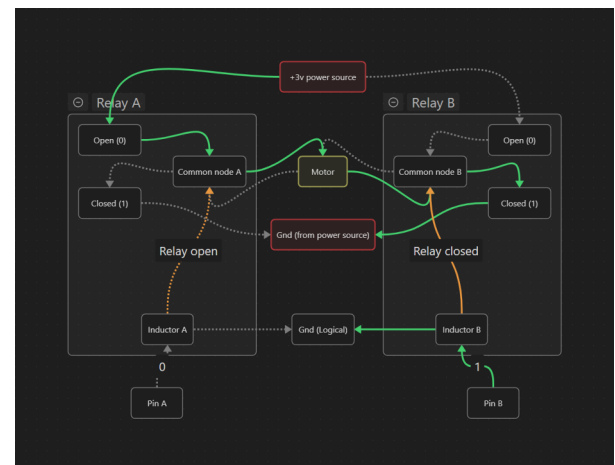 +3v power source
Relay A
Relay B
Open (0)
Open (0)
Common node A
Motor
Common node B
Closed (1)
Closed (1)
Gnd (from power source)
Relay open
Relay closed
Inductor A
Gnd (Logical)
Inductor B
0
1
Pin A
Pin B